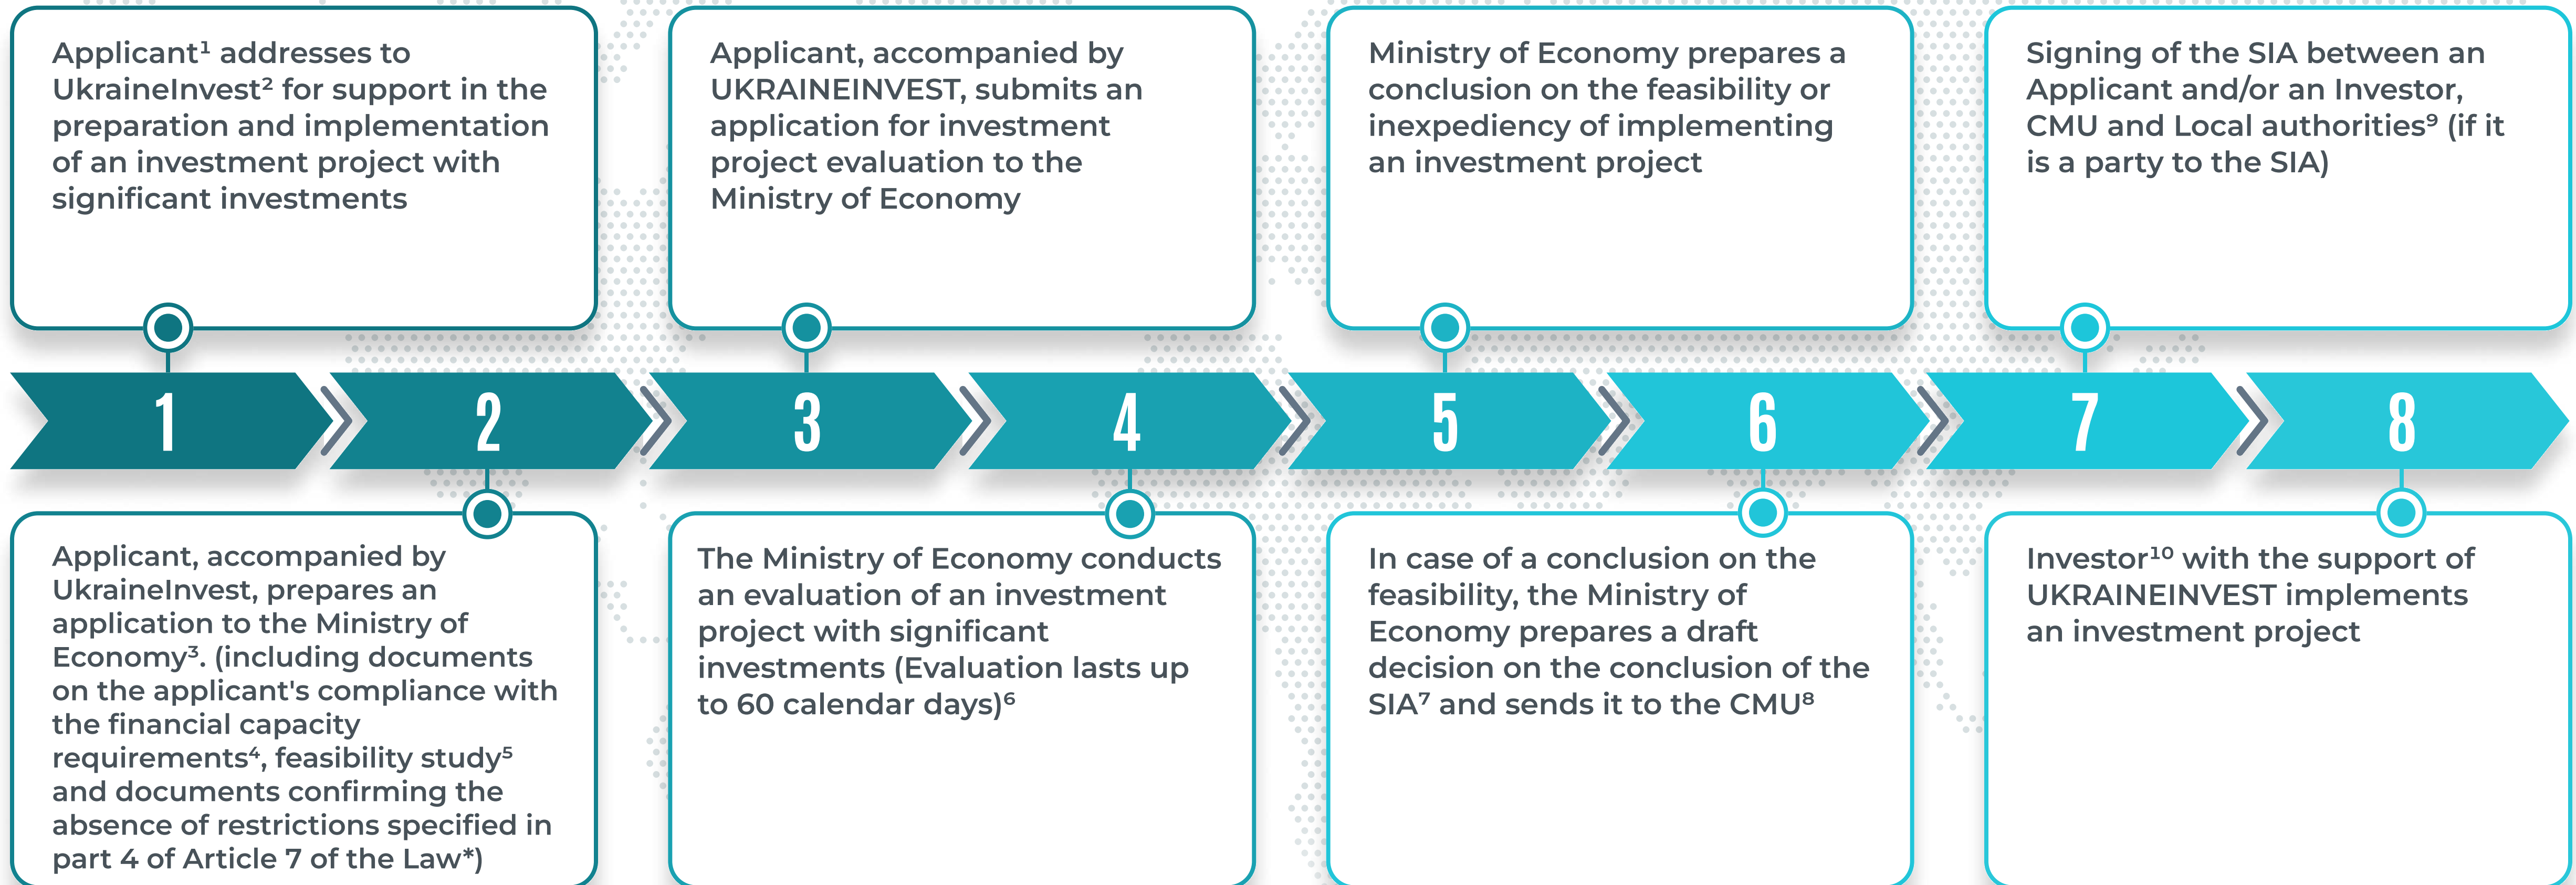 Applicant¹ addresses to
UkraineInvest² for support in the
preparation and implementation
of an investment project with
significant investments
Applicant, accompanied by
UKRAINEINVEST, submits an
application for investment
project evaluation to the
Ministry of Economy
Ministry of Economy prepares a
conclusion on the feasibility or
inexpediency of implementing
an investment project
Signing of the SIA between an
Applicant and/or an Investor,
CMU and Local authorities⁹ (if it
is a party to the SIA)
1
2
3
4
5
6
7
8
Applicant, accompanied by
UkraineInvest, prepares an
application to the Ministry of
Economy³. (including documents
on the applicant's compliance with
the financial capacity
requirements⁴, feasibility study⁵
and documents confirming the
absence of restrictions specified in
part 4 of Article 7 of the Law*)
The Ministry of Economy conducts
an evaluation of an investment
project with significant
investments (Evaluation lasts up
to 60 calendar days)⁶
In case of a conclusion on the
feasibility, the Ministry of
Economy prepares a draft
decision on the conclusion of the
SIA⁷ and sends it to the CMU⁸
Investor¹⁰ with the support of
UKRAINEINVEST implements
an investment project